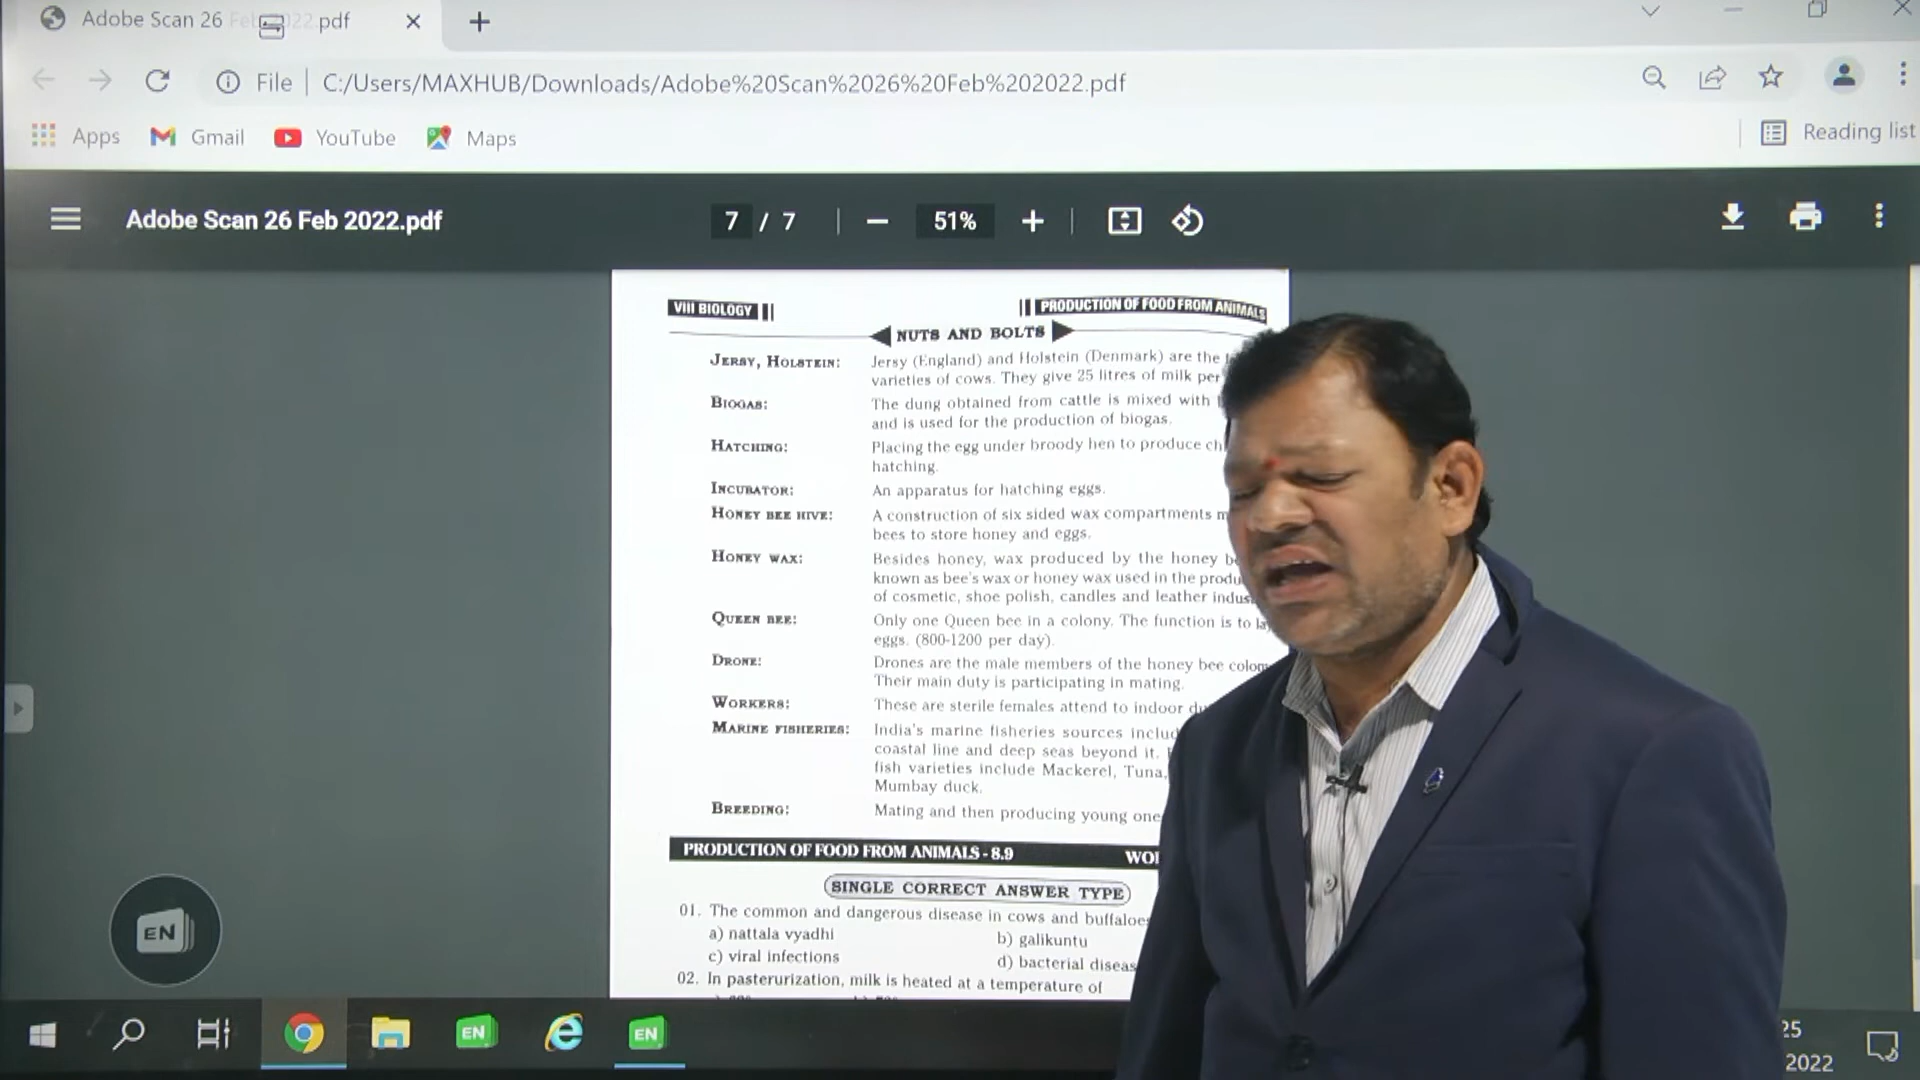 Adobe Scan 26 Feb 2022.pdf
File
C:/Users/MAXHUB/Downloads/Adobe%20Scan%2026%20Feb%202022.pdf
Apps Gmail YouTube Maps
Reading list
Adobe Scan 26 Feb 2022.pdf
7 / 7
51%
VIII BIOLOGY
PRODUCTION OF FOOD FROM ANIMALS
NUTS AND BOLTS
JERSY, HOLSTEIN: Jersy (England) and Holstein (Denmark) are the
varieties of cows. They give 25 litres of milk per
BIOGAS: The dung obtained from cattle is mixed with
and is used for the production of biogas.
HATCHING: Placing the egg under broody hen to produce
hatching.
INCUBATOR: An apparatus for hatching eggs.
HONEY BEE HIVE: A construction of six sided wax compartments
bees to store honey and eggs.
HONEY WAX: Besides honey, wax produced by the honey
known as bee's wax or honey wax used in the
of cosmetic, shoe polish, candles and leather
QUEEN BEE: Only one Queen bee in a colony. The function is to
eggs. (800-1200 per day).
DRONE: Drones are the male members of the honey bee
Their main duty is participating in mating.
WORKERS: These are sterile females attend to indoor
MARINE FISHERIES: India's marine fisheries sources
coastal line and deep seas beyond it.
fish varieties include Mackerel, Tuna,
Mumbay duck.
BREEDING: Mating and then producing young
PRODUCTION OF FOOD FROM ANIMALS - 8.9
SINGLE CORRECT ANSWER TYPE
01. The common and dangerous disease in cows and
a) nattala vyadhi b) galikuntu
c) viral infections d) bacterial
02. In pasterurization, milk is heated at a temperature of
EN
EN
EN
25
2022